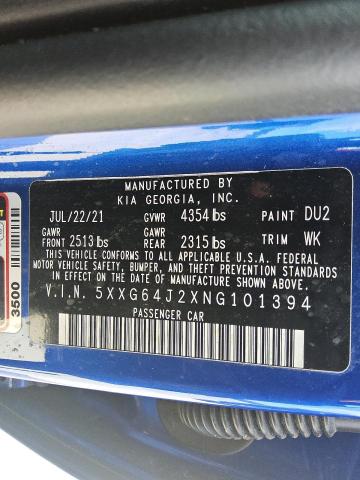 MANUFACTURED BY
KIA GEORGIA, INC.
JUL/22/21 GVWR 4354 lbs PAINT DU2
GAWR GAWR
FRONT 2513 lbs REAR 2315 lbs TRIM WK
THIS VEHICLE CONFORMS TO ALL APPLICABLE U.S.A. FEDERAL
MOTOR VEHICLE SAFETY, BUMPER, AND THEFT PREVENTION STANDARDS
IN EFFECT ON THE DATE OF MANUFACTURE SHOWN ABOVE.
V.I.N. 5XXG64J2XNG101394
PASSENGER CAR
3500